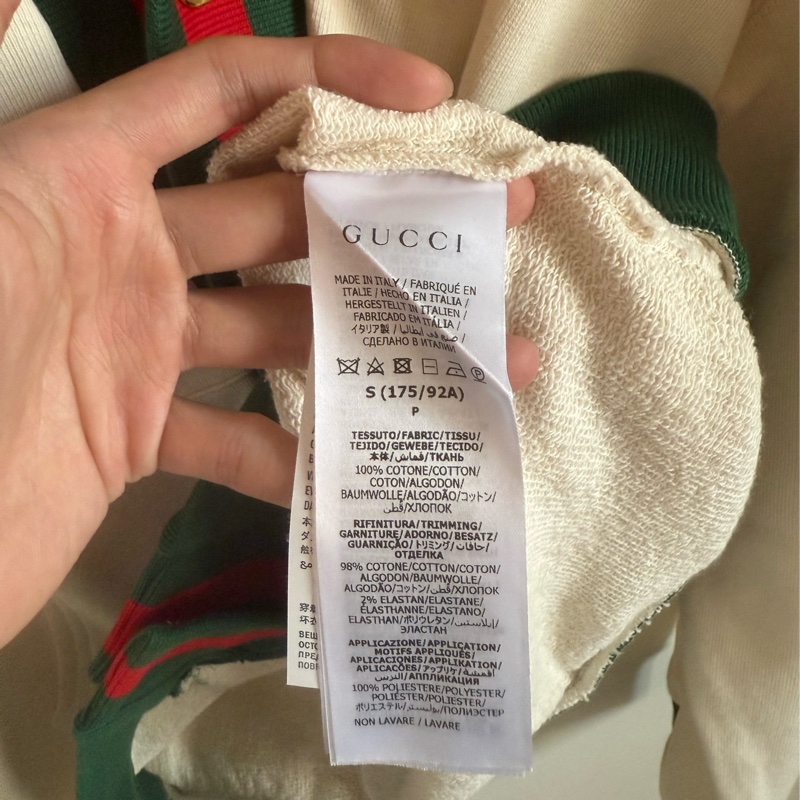 GUCCI
MADE IN ITALY / FABRIQUÉ EN
ITALIE / HECHO EN ITALIA /
HERGESTELLT IN ITALIEN /
FABRICADO EM ITÁLIA /
イタリア製 / صنع في إيطاليا /
СДЕЛАНО В ИТАЛИИ
P
S (175/92A)
P
TESSUTO/FABRIC/TISSU/
TEJIDO/GEWEBE/TECIDO/
本体/قماش/ТКАНЬ
100% COTONE/COTTON/
COTON/ALGODON/
BAUMWOLLE/ALGODÃO/コットン/
قطن/ХЛОПОК
RIFINITURA/TRIMMING/
GARNITURE/ADORNO/BESATZ/
GUARNIÇÃO/トリミング/حافات/
ОТДЕЛКА
98% COTONE/COTTON/COTON/
ALGODON/BAUMWOLLE/
ALGODÃO/コットン/قطن/ХЛОПОК
2% ELASTAN/ELASTANE/
ÉLASTHANNE/ELASTANO/
ELASTHAN/ポリウレタン/إيلاستين/
ЭЛАСТАН
APPLICAZIONE/APPLICATION/
MOTIFS APPLIQUÉS/
APLICACIONES/APPLIKATION/
APLICAÇÕES/アップリケ/أقمشة
التزيين/АППЛИКАЦИЯ
100% POLIESTERE/POLYESTER/
POLIÉSTER/POLYESTER/
ポリエステル/بوليستر/ПОЛИЭСТЕР
NON LAVARE / LAVARE